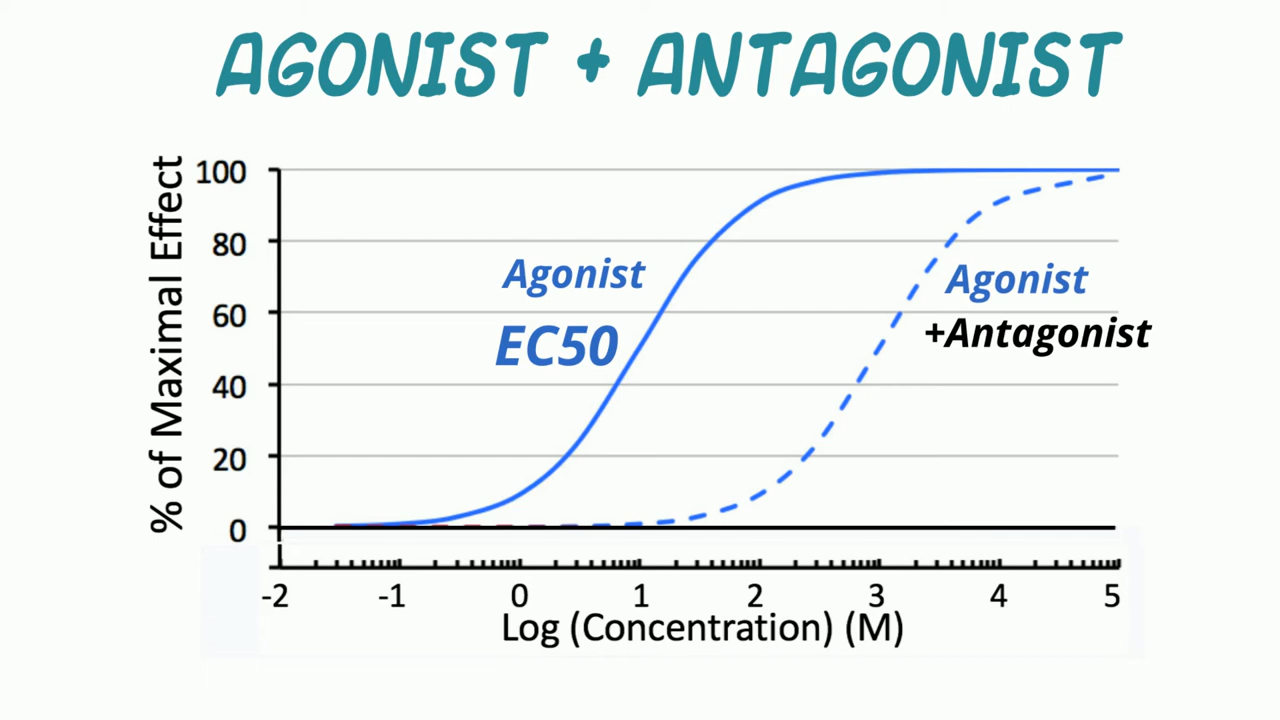 AGONIST + ANTAGONIST
% of Maximal Effect
100
80
60
40
20
0
Agonist
EC50
Agonist
+Antagonist
-2 -1 0 1 2 3 4 5
Log (Concentration) (M)